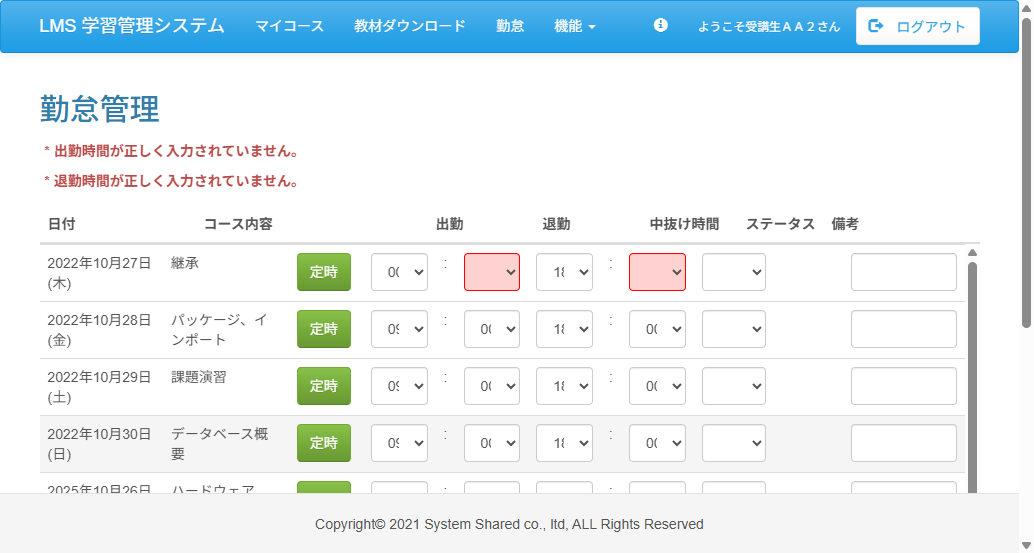 LMS 学習管理システム マイコース 教材ダウンロード 勤怠 機能 ようこそ受講生ＡＡ２さん ログアウト
勤怠管理
* 出勤時間が正しく入力されていません。
* 退勤時間が正しく入力されていません。
日付 コース内容 出勤 退勤 中抜け時間 ステータス 備考
2022年10月27日 継承 定時 00 : 18 :
(木)
2022年10月28日 パッケージ、イ 定時 09 : 00 18 : 00
(金) ンポート
2022年10月29日 課題演習 定時 09 : 00 18 : 00
(土)
2022年10月30日 データベース概 定時 09 : 00 18 : 00
(日) 要
2025年10月26日 ハードウェア
Copyright© 2021 System Shared co., ltd, ALL Rights Reserved